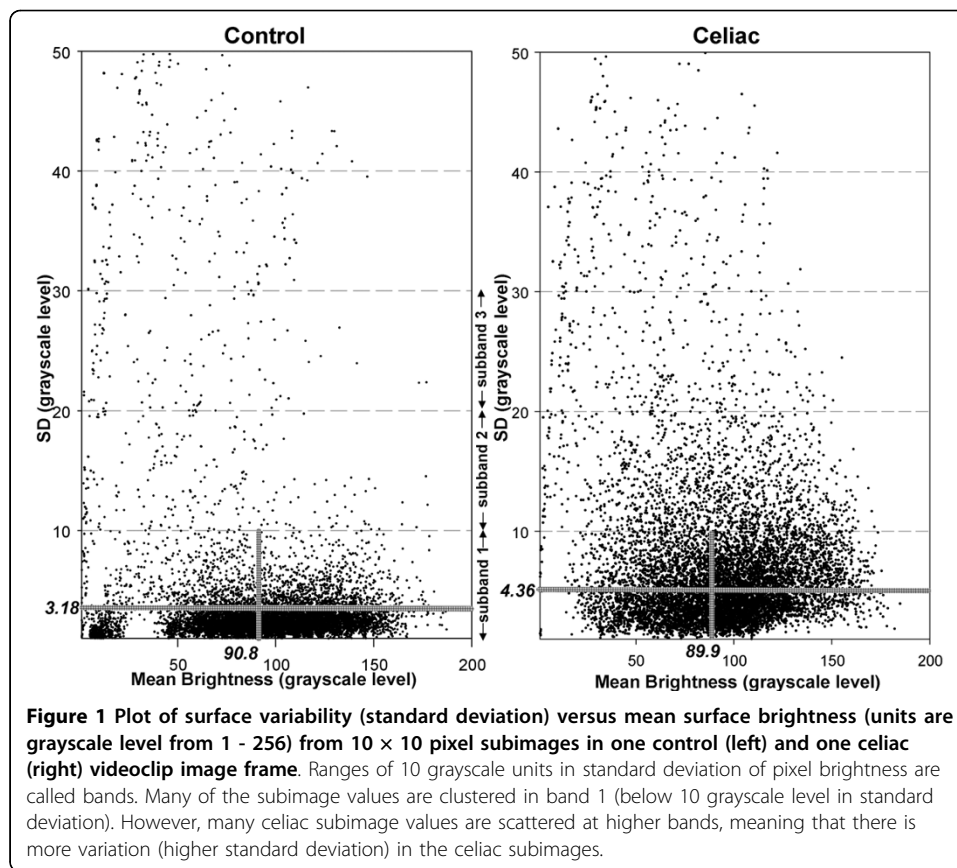 Control
50
40
30
20
10
3.18
SD (grayscale level)
50
90.8
100
150
200
Mean Brightness (grayscale level)
subband 1
subband 2
subband 3
Celiac
50
40
30
20
10
4.36
SD (grayscale level)
50
89.9
100
150
200
Mean Brightness (grayscale level)
Figure 1 Plot of surface variability (standard deviation) versus mean surface brightness (units are
grayscale level from 1 - 256) from 10 × 10 pixel subimages in one control (left) and one celiac
(right) videoclip image frame. Ranges of 10 grayscale units in standard deviation of pixel brightness are
called bands. Many of the subimage values are clustered in band 1 (below 10 grayscale level in standard
deviation). However, many celiac subimage values are scattered at higher bands, meaning that there is
more variation (higher standard deviation) in the celiac subimages.